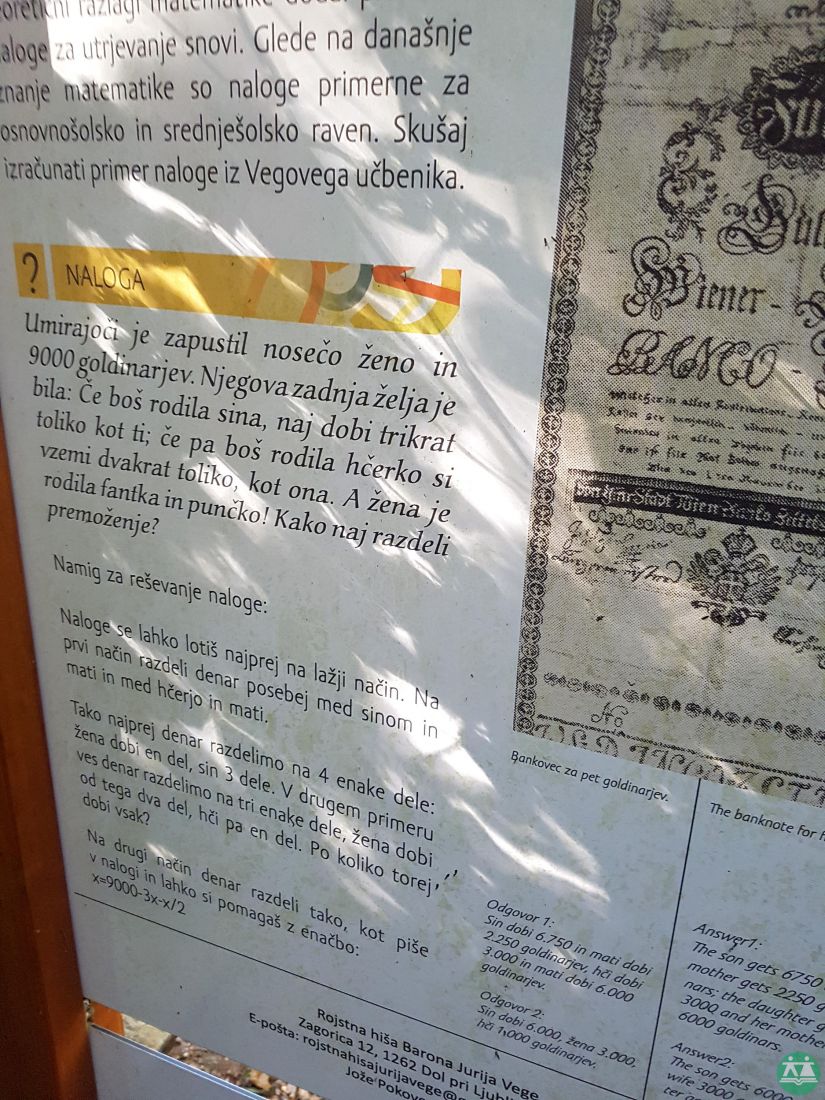 matematike
naloge za utrjevanje snovi. Glede na današnje
znanje matematike so naloge primerne za
osnovnošolsko in srednješolsko raven. Skušaj
izračunati primer naloge iz Vegovega učbenika.
? NALOGA
Umirajoči je zapustil nosečo ženo in
9000 goldinarjev. Njegova zadnja želja je
bila: Če boš rodila sina, naj dobi trikrat
toliko kot ti; če pa boš rodila hčerko si
vzemi dvakrat toliko, kot ona. A žena je
rodila fantka in punčko! Kako naj razdeli
premoženje?
Namig za reševanje naloge:
Naloge se lahko lotiš najprej na lažji način. Na
prvi način razdeli denar posebej med sinom in
mati in med hčerjo in mati.
Tako najprej denar razdelimo na 4 enake dele:
žena dobi en del, sin 3 dele. V drugem primeru
ves denar razdelimo na tri enake dele, žena dobi
od tega dva del, hči pa en del. Po koliko torej
dobi vsak?
Na drugi način denar razdeli tako, kot piše
v nalogi in lahko si pomagaš z enačbo:
x=9000-3x-x/2
Wiener-
BANCO
No
Bankovec za pet goldinarjev.
The banknote for
Odgovor 1:
Sin dobi 6.750 in mati dobi
2.250 goldinarjev, hči dobi
3.000 in mati dobi 6.000
goldinarjev.
Odgovor 2:
Sin dobi 6.000, žena 3.000,
hči 1.000 goldinarjev.
Answer1:
The son gets 6750
mother gets 2250 g
nars; the daughter g
3000 and her mothe
6000 goldinars.
Answer2:
The son gets 6000
wife 3000
Rojstna hiša Barona Jurija Vege
Zagorica 12, 1262 Dol pri Ljublj
E-pošta: rojstnahisajurijavege@
Jože Pokov